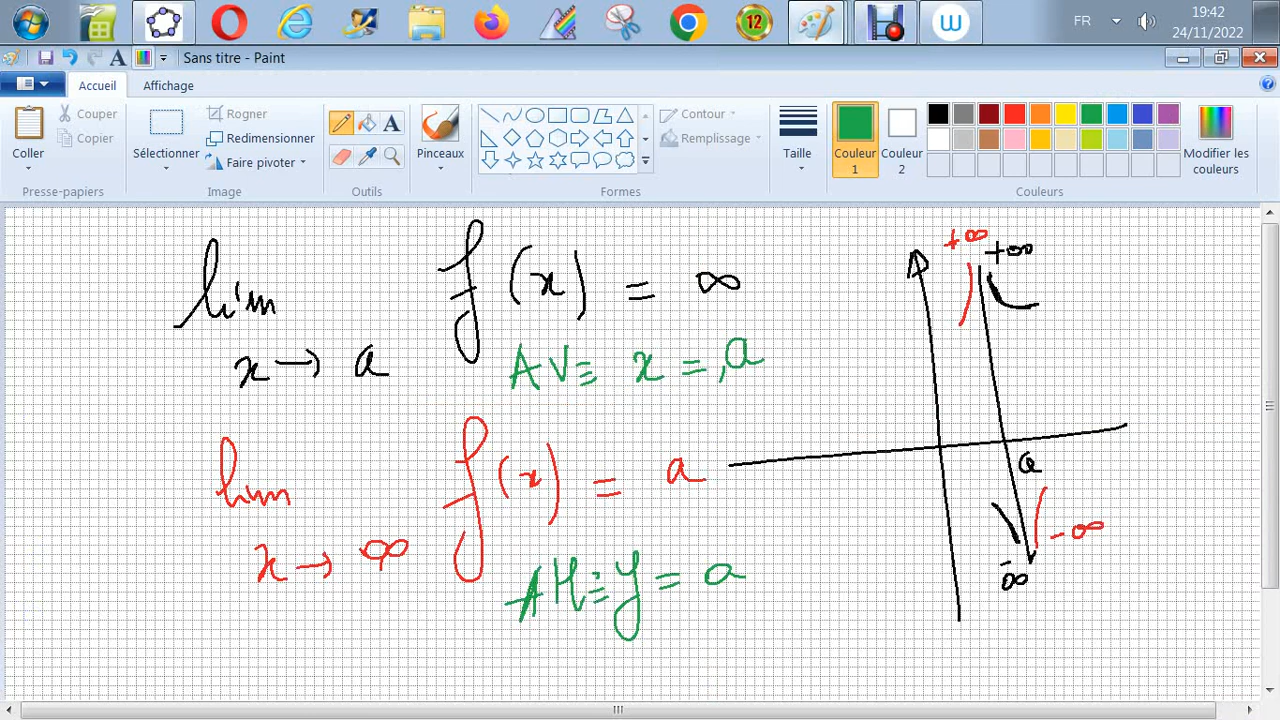 12
W
FR
19:42
24/11/2022
Sans titre - Paint
Accueil
Affichage
Coller
Couper
Copier
Presse-papiers
Sélectionner
Rogner
Redimensionner
Faire pivoter
Image
A
Outils
Pinceaux
Contour
Remplissage
Formes
Taille
Couleur 1
Couleur 2
Modifier les couleurs
Couleurs
lim f(x) = ∞
x → a
AV ≡ x = a
lim f(x) = a
x → ∞
AH ≡ y = a
+∞ +∞
a
-∞
-∞